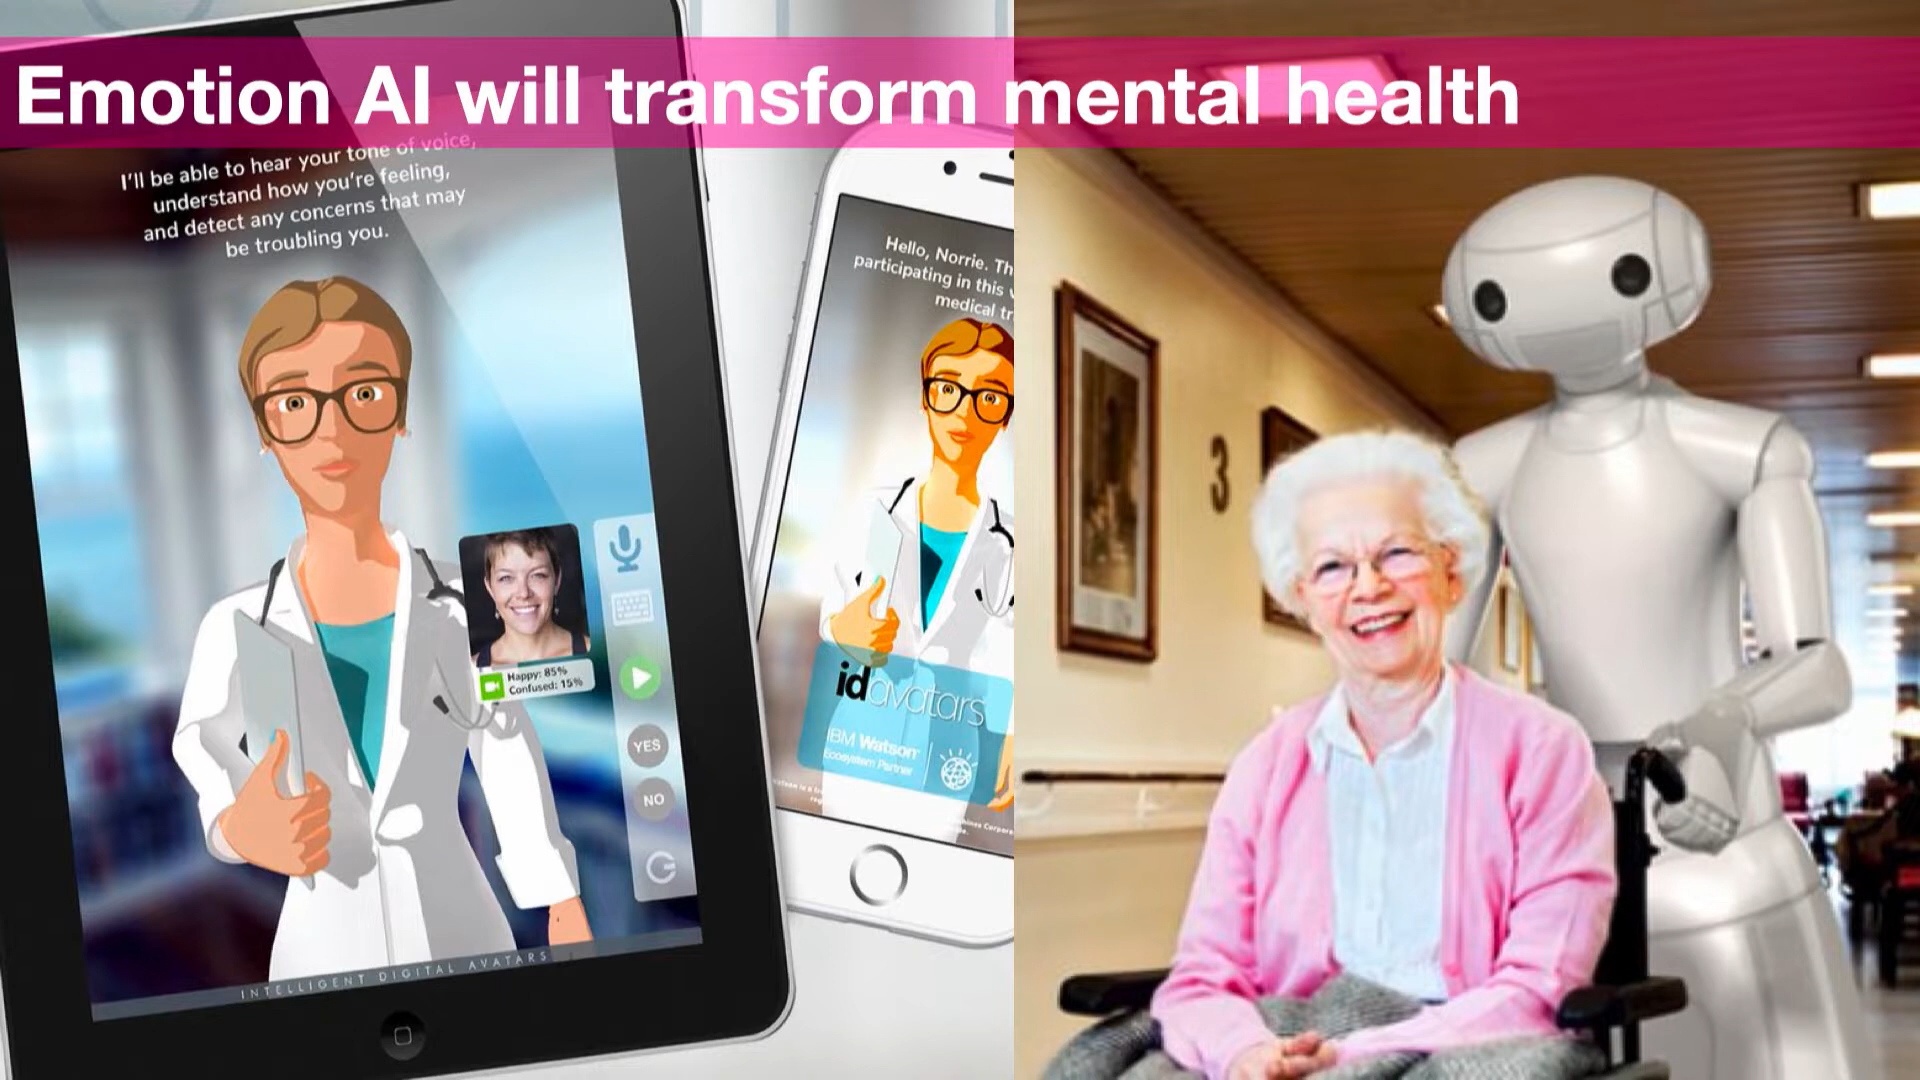 Emotion AI will transform mental health
I'll be able to hear your tone of voice,
understand how you're feeling,
and detect any concerns that may
be troubling you.
Happy: 85%
Confused: 15%
YES
NO
INTELLIGENT DIGITAL AVATARS
Hello, Norrie. Th
participating in this
medical tr
idavatars
IBM Watson
Ecosystem Partner
3